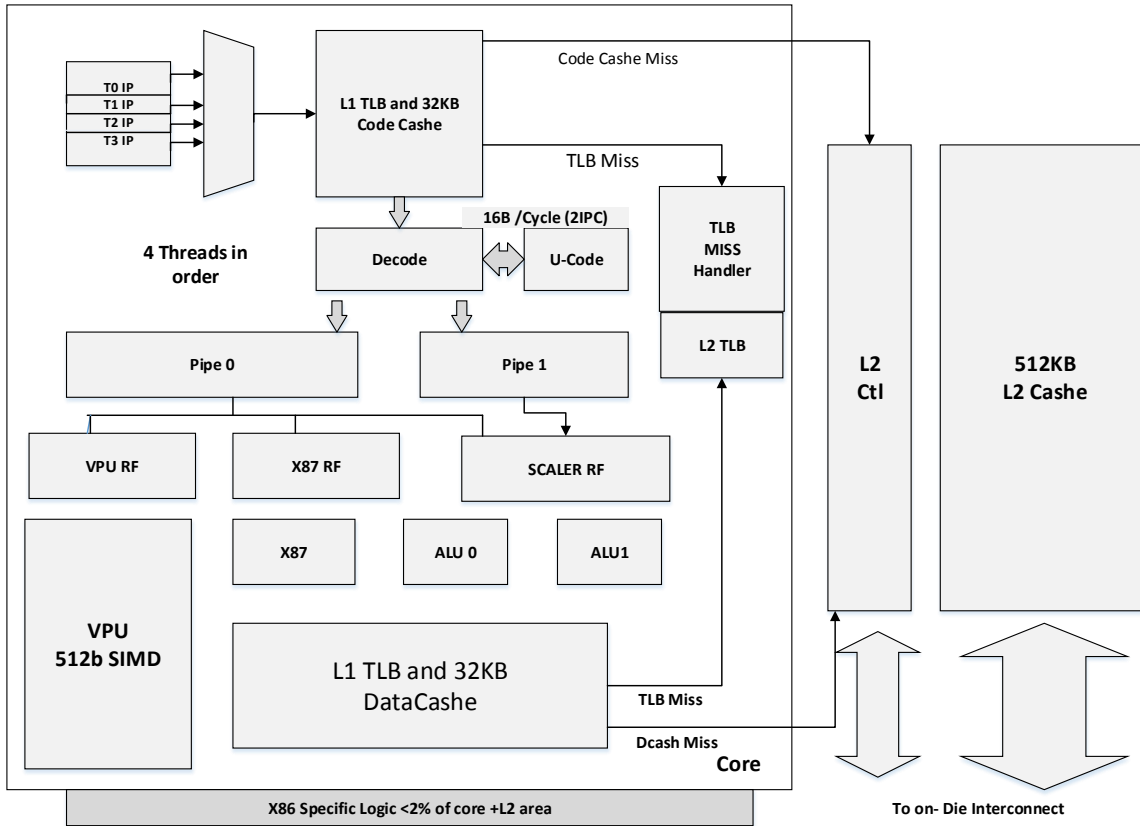 T0 IP
T1 IP
T2 IP
T3 IP
L1 TLB and 32KB
Code Cashe
Code Cashe Miss
TLB Miss
16B /Cycle (2IPC)
4 Threads in
order
Decode
U-Code
TLB
MISS
Handler
L2 TLB
Pipe 0
Pipe 1
L2
Ctl
512KB
L2 Cashe
VPU RF
X87 RF
SCALER RF
X87
ALU 0
ALU1
VPU
512b SIMD
L1 TLB and 32KB
DataCashe
TLB Miss
Dcash Miss
Core
X86 Specific Logic <2% of core +L2 area
To on- Die Interconnect